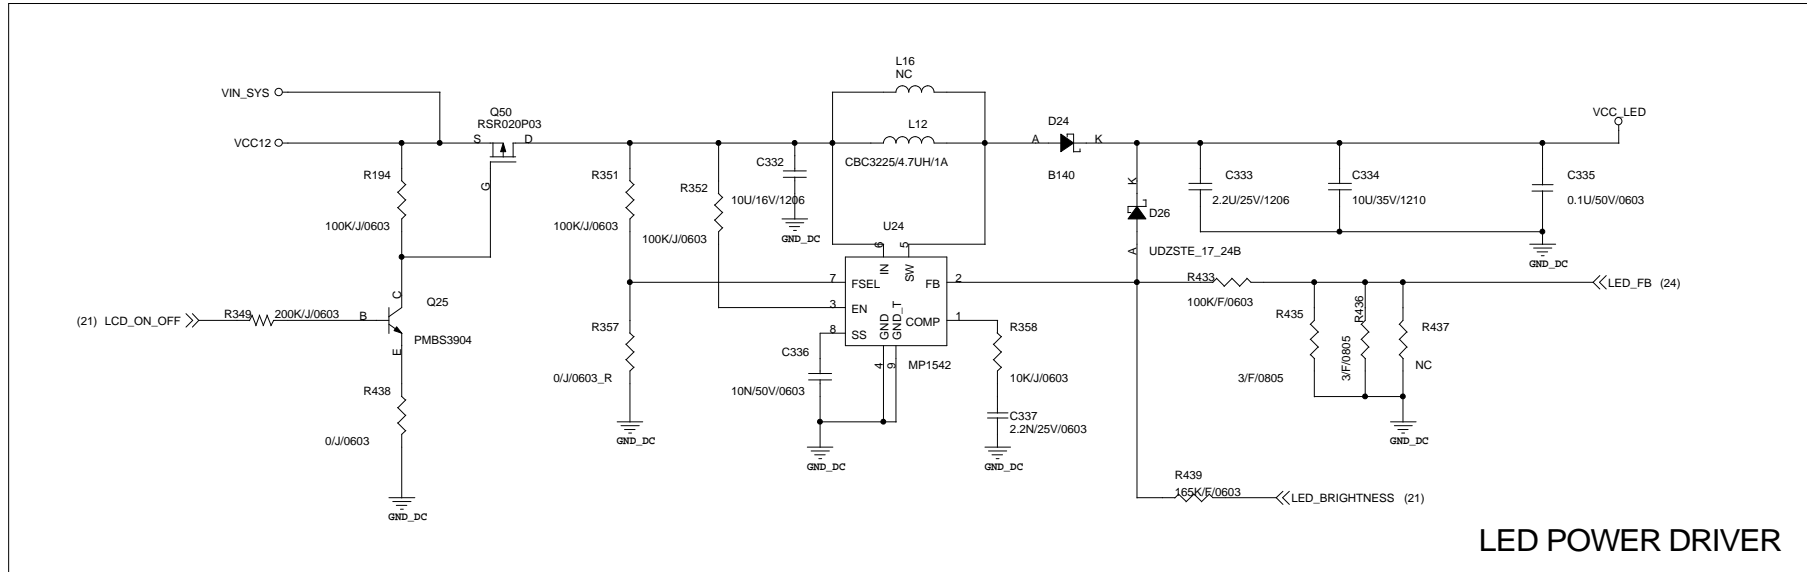 L16
NC
VIN_SYS
Q50
RSR020P03
VCC12
S
D
G
L12
CBC3225/4.7UH/1A
D24
A
K
B140
VCC_LED
R194
100K/J/0603
R351
100K/J/0603
R352
100K/J/0603
C332
10U/16V/1206
GND_DC
K
D26
A
UDZSTE_17_24B
C333
2.2U/25V/1206
C334
10U/35V/1210
C335
0.1U/50V/0603
GND_DC
U24
6
5
IN
SW
7
FSEL
FB
2
3
EN
8
SS
GND
GND_T
COMP
1
4
9
MP1542
R433
100K/F/0603
LED_FB (24)
C
Q25
B
E
PMBS3904
(21) LCD_ON_OFF
R349
200K/J/0603
R438
0/J/0603
GND_DC
R357
0/J/0603_R
GND_DC
C336
10N/50V/0603
GND_DC
R358
10K/J/0603
C337
2.2N/25V/0603
GND_DC
R435
3/F/0805
R436
3/F/0805
R437
NC
GND_DC
R439
165K/F/0603
LED_BRIGHTNESS (21)
LED POWER DRIVER